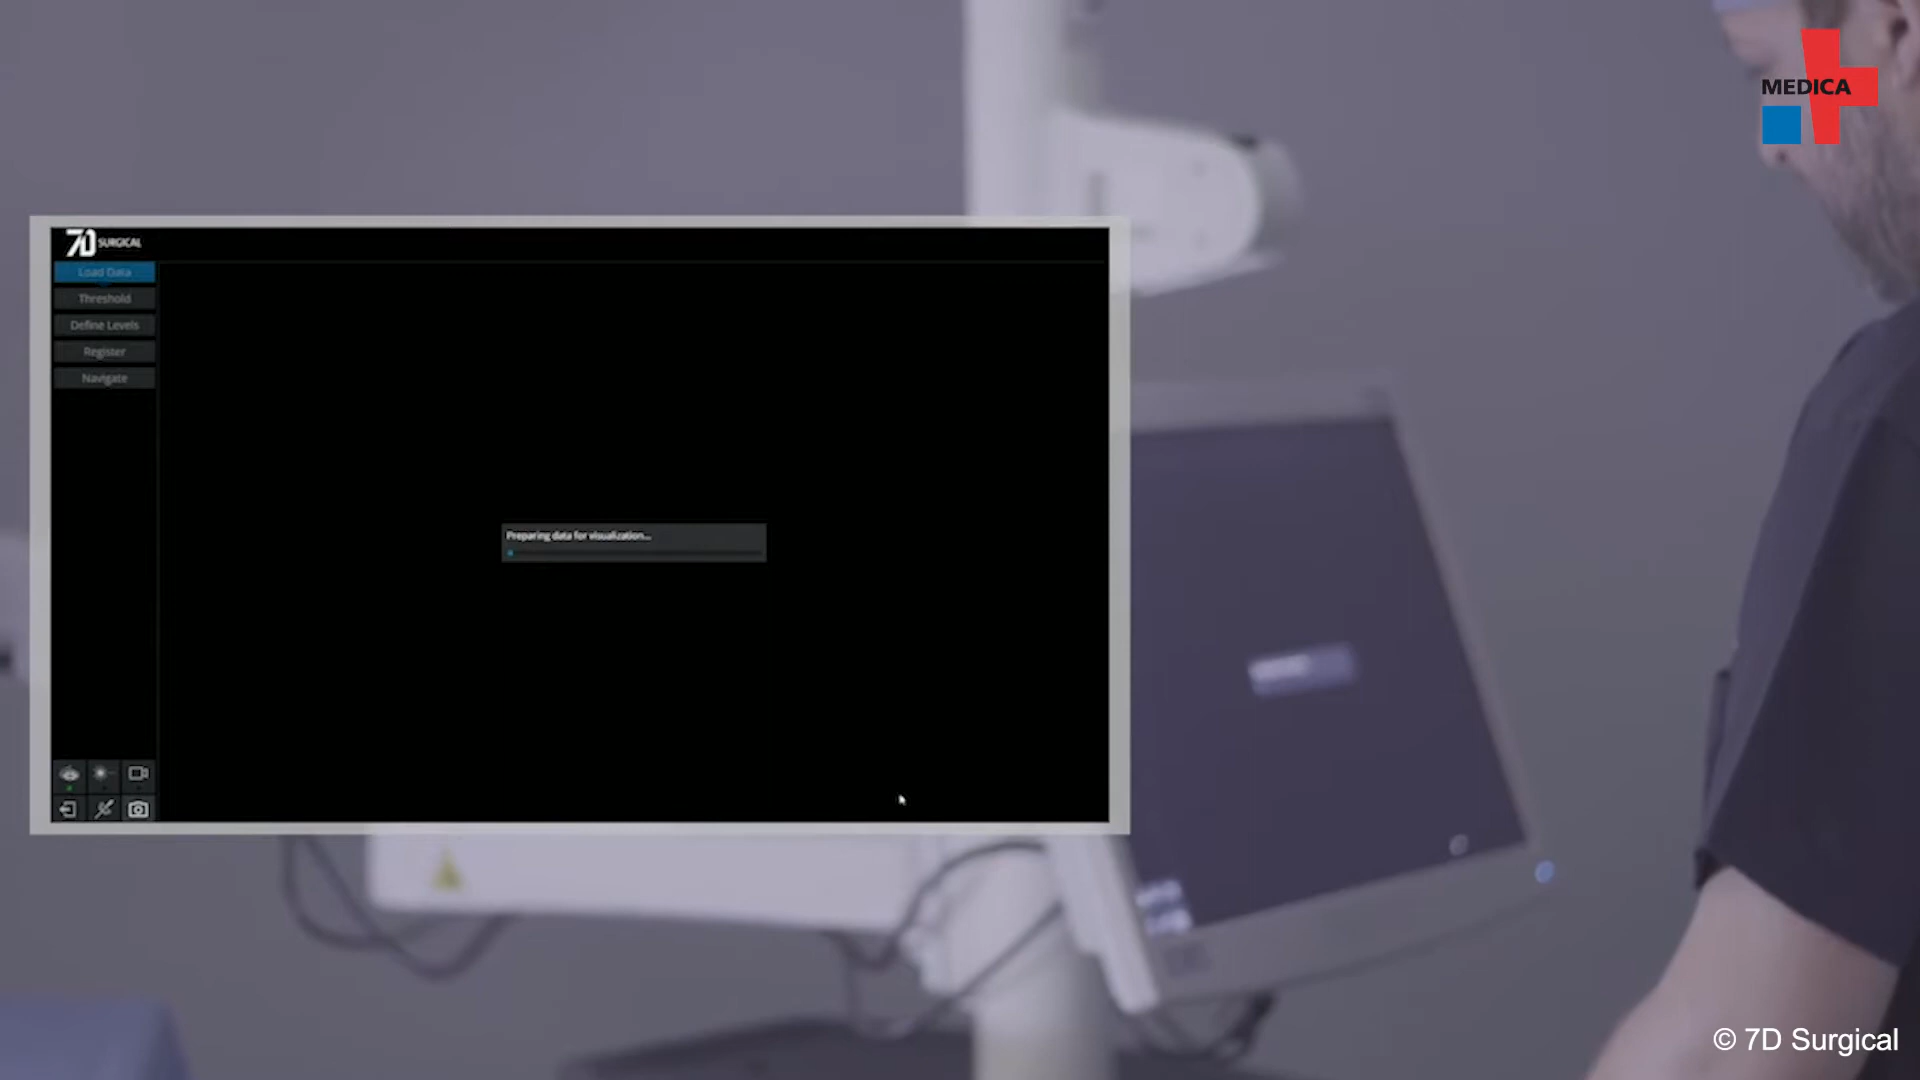 MEDICA
7D SURGICAL
Load Data
Threshold
Define Levels
Register
Navigate
Preparing data for visualization...
© 7D Surgical